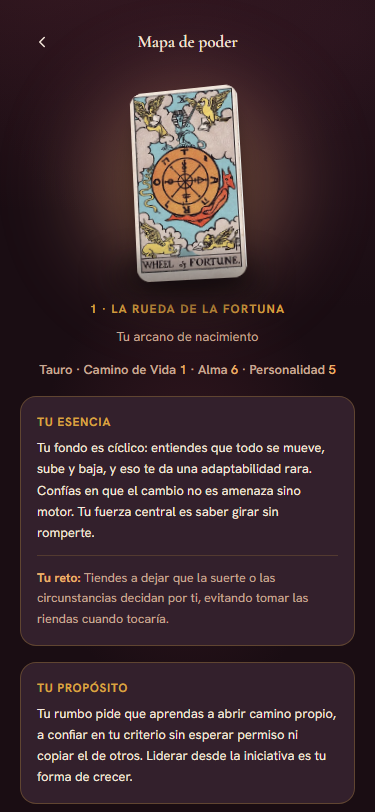 Mapa de poder
WHEEL of FORTUNE.
1 · LA RUEDA DE LA FORTUNA
Tu arcano de nacimiento
Tauro · Camino de Vida 1 · Alma 6 · Personalidad 5
TU ESENCIA
Tu fondo es cíclico: entiendes que todo se mueve,
sube y baja, y eso te da una adaptabilidad rara.
Confías en que el cambio no es amenaza sino
motor. Tu fuerza central es saber girar sin
romperte.
Tu reto: Tiendes a dejar que la suerte o las
circunstancias decidan por ti, evitando tomar las
riendas cuando tocaría.
TU PROPÓSITO
Tu rumbo pide que aprendas a abrir camino propio,
a confiar en tu criterio sin esperar permiso ni
copiar el de otros. Liderar desde la iniciativa es tu
forma de crecer.